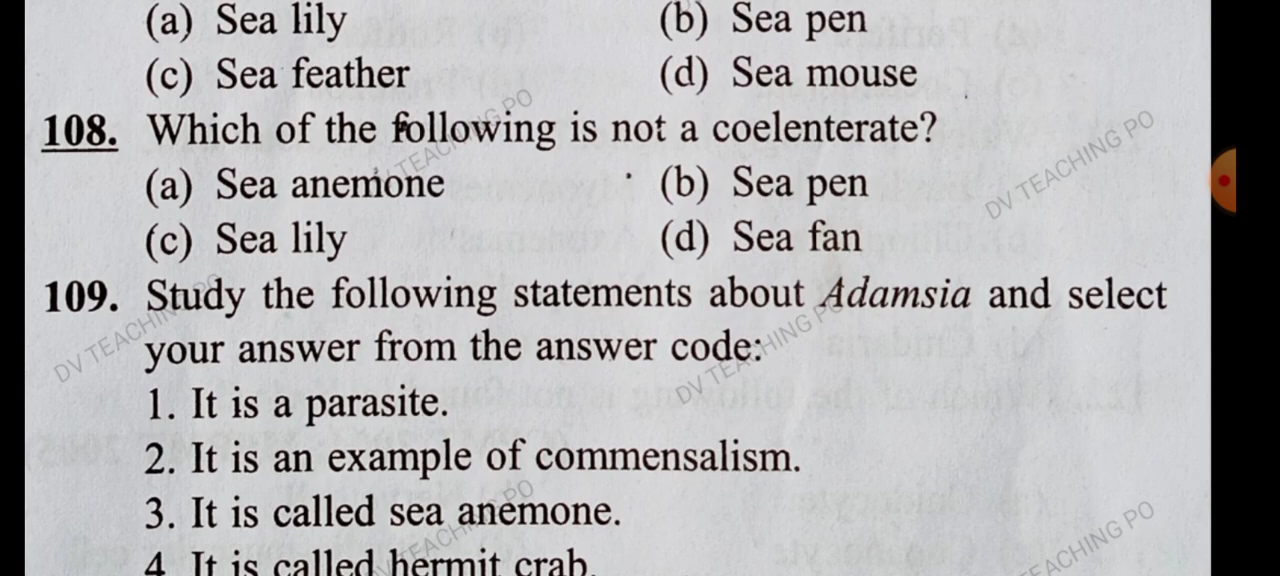 (a) Sea lily (b) Sea pen
(c) Sea feather (d) Sea mouse
108. Which of the following is not a coelenterate?
(a) Sea anemone (b) Sea pen
(c) Sea lily (d) Sea fan
109. Study the following statements about Adamsia and select
your answer from the answer code:
1. It is a parasite.
2. It is an example of commensalism.
3. It is called sea anemone.
4. It is called hermit crab.
DV TEACHING PO
DV TEACHING PO
DV TEACHING PO